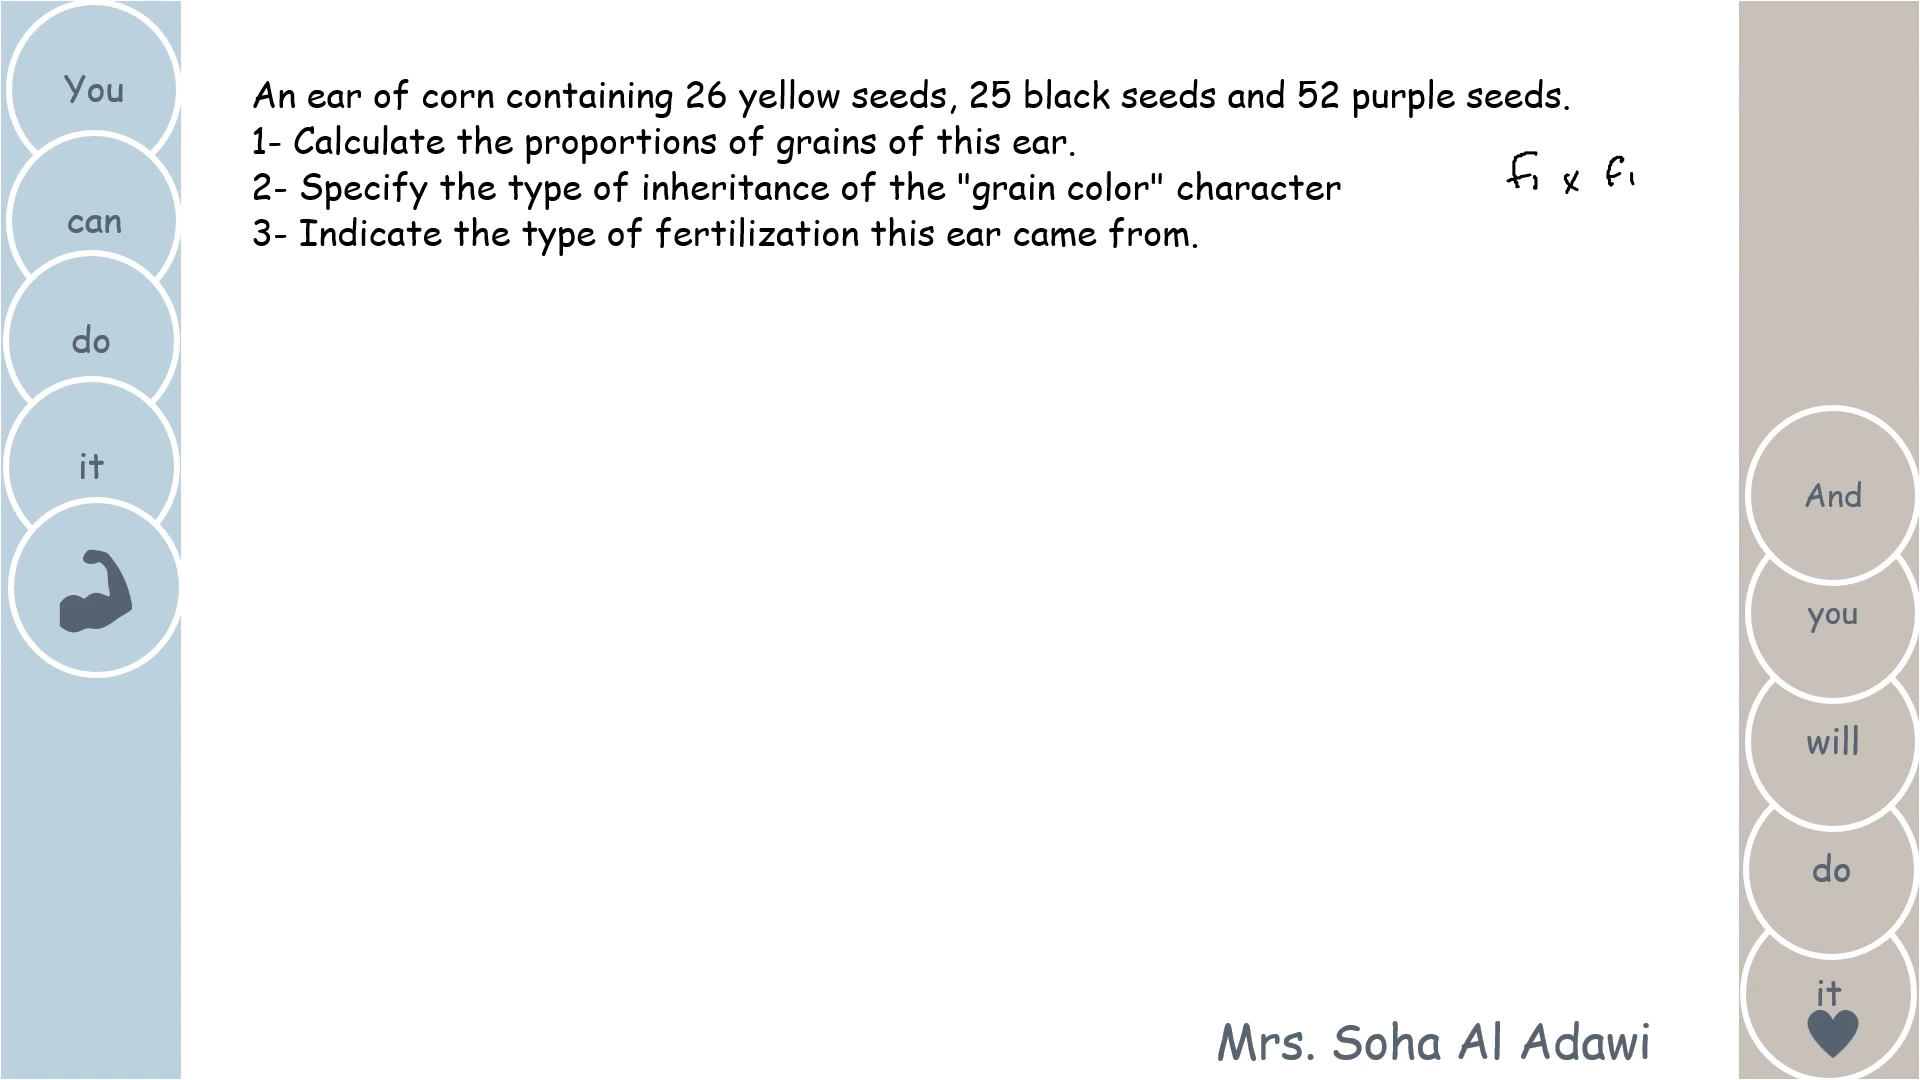 You
can
do
it
An ear of corn containing 26 yellow seeds, 25 black seeds and 52 purple seeds.
1- Calculate the proportions of grains of this ear.
2- Specify the type of inheritance of the "grain color" character
3- Indicate the type of fertilization this ear came from.
F₁ x F₁
And
you
will
do
it
Mrs. Soha Al Adawi